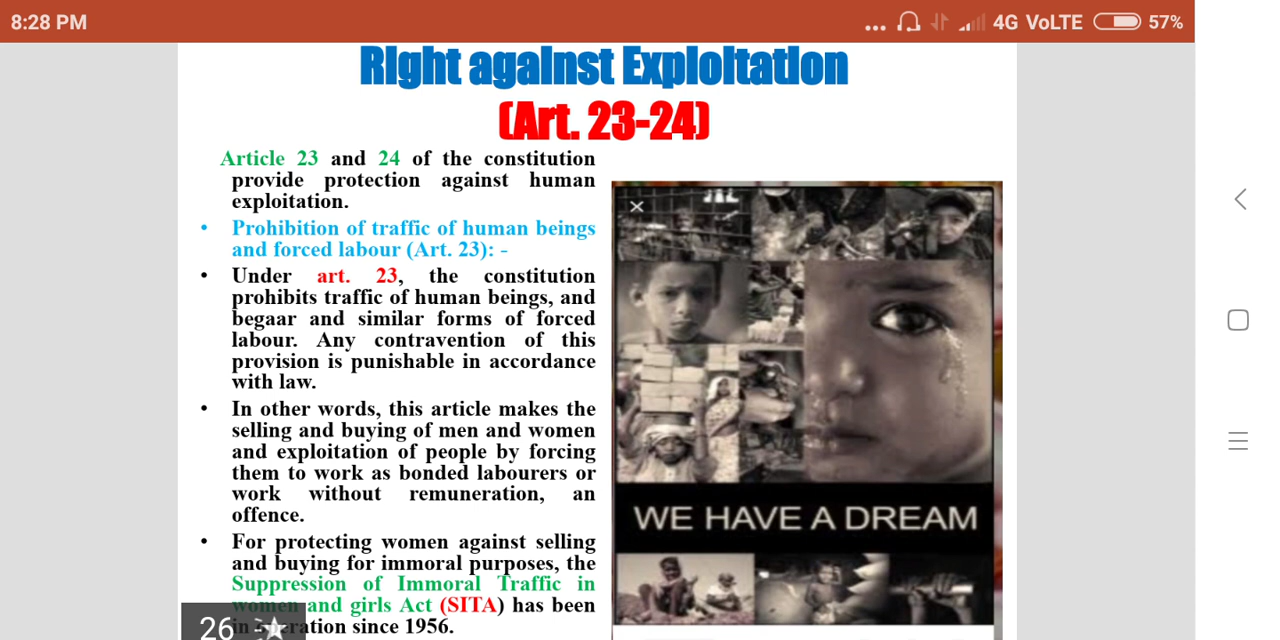 8:28 PM
... 4G VoLTE 57%
Right against Exploitation
(Art. 23-24)
Article 23 and 24 of the constitution
provide protection against human
exploitation.
• Prohibition of traffic of human beings
and forced labour (Art. 23): -
• Under art. 23, the constitution
prohibits traffic of human beings, and
begaar and similar forms of forced
labour. Any contravention of this
provision is punishable in accordance
with law.
• In other words, this article makes the
selling and buying of men and women
and exploitation of people by forcing
them to work as bonded labourers or
work without remuneration, an
offence.
• For protecting women against selling
and buying for immoral purposes, the
Suppression of Immoral Traffic in
women and girls Act (SITA) has been
in operation since 1956.
WE HAVE A DREAM
26